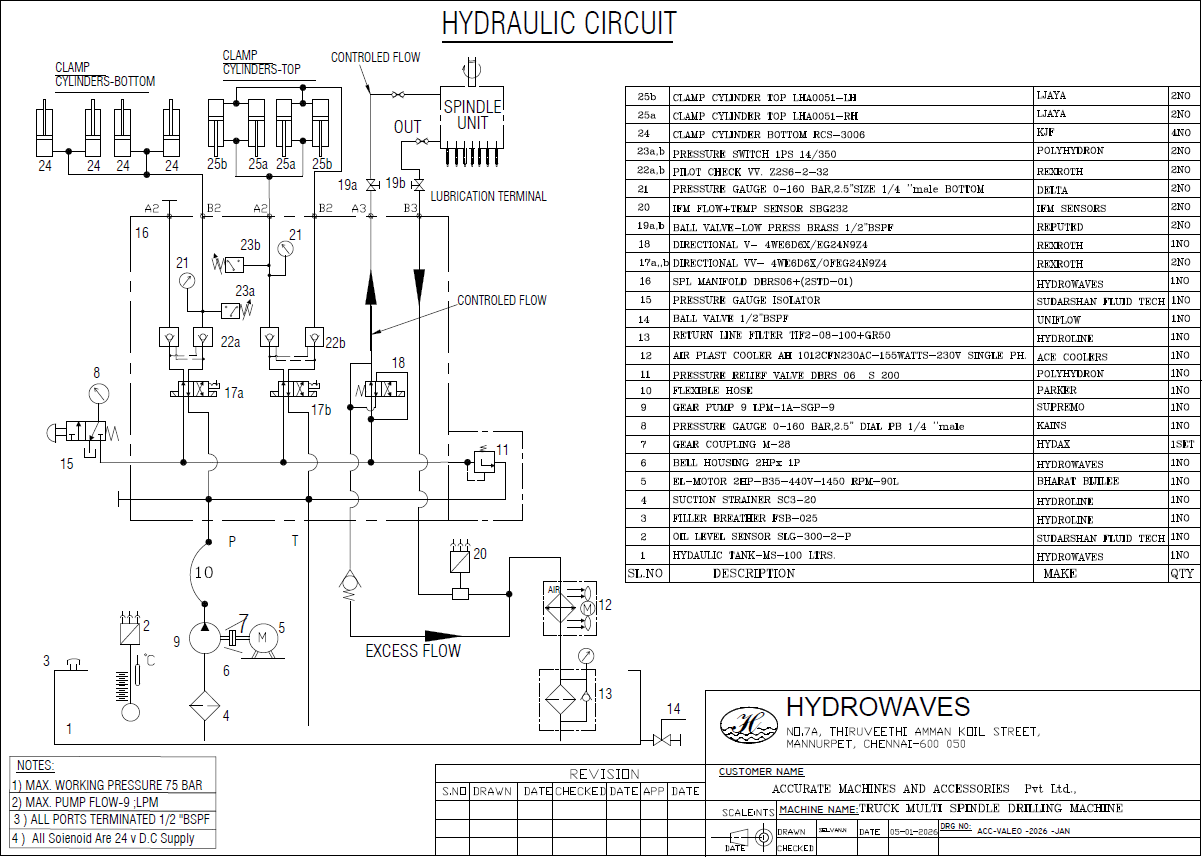 HYDRAULIC CIRCUIT
CLAMP
CYLINDERS-BOTTOM
CLAMP
CYLINDERS-TOP
CONTROLED FLOW
SPINDLE
UNIT
OUT
24 24 24 24
25b 25a 25a 25b
19a 19b
LUBRICATION TERMINAL
A2 B2 A2 B2 A3 B3
16
23b 21
21
23a
CONTROLED FLOW
22a 22b
18
8
17a
17b
15
11
P T
20
10
AIR
M
12
7
2
9
M
5
EXCESS FLOW
3
°C
6
13
4
14
1
25b CLAMP CYLINDER TOP LHA0051-LH LJAYA 2NO
25a CLAMP CYLINDER TOP LHA0051-RH LJAYA 2NO
24 CLAMP CYLINDER BOTTOM RCS-3006 KJF 4NO
23a,b PRESSURE SWITCH 1PS 14/350 POLYHYDRON 2NO
22a,b PILOT CHECK VV. Z2S6-2-32 REXROTH 2NO
21 PRESSURE GAUGE 0-160 BAR,2.5"SIZE 1/4 "male BOTTOM DELTA 2NO
20 IFM FLOW+TEMP SENSOR SBG232 IFM SENSORS 2NO
19a,b BALL VALVE-LOW PRESS BRASS 1/2"BSPF REPUTED 2NO
18 DIRECTIONAL V- 4WE6D6X/EG24N9Z4 REXROTH 1NO
17a,,b DIRECTIONAL VV- 4WE6D6X/OFEG24N9Z4 REXROTH 2NO
16 SPL MANIFOLD DBRS06+(2STD-01) HYDROWAVES 1NO
15 PRESSURE GAUGE ISOLATOR SUDARSHAN FLUID TECH 1NO
14 BALL VALVE 1/2"BSPF UNIFLOW 1NO
13 RETURN LINE FILTER TIF2-08-100+GR50 HYDROLINE 1NO
12 AIR PLAST COOLER AH 1012CFN230AC-155WATTS-230V SINGLE PH. ACE COOLERS 1NO
11 PRESSURE RELIEF VALVE DBRS 06 S 200 POLYHYDRON 1NO
10 FLEXIBLE HOSE PARKER 1NO
9 GEAR PUMP 9 LPM-1A-SGP-9 SUPREMO 1NO
8 PRESSURE GAUGE 0-160 BAR,2.5" DIAL PB 1/4 "male KAINS 1NO
7 GEAR COUPLING M-28 HYDAX 1SET
6 BELL HOUSING 2HPx 1P HYDROWAVES 1NO
5 EL-MOTOR 2HP-B35-440V-1450 RPM-90L BHARAT BIJLEE 1NO
4 SUCTION STRAINER SC3-20 HYDROLINE 1NO
3 FILLER BREATHER FSB-025 HYDROLINE 1NO
2 OIL LEVEL SENSOR SLG-300-2-P SUDARSHAN FLUID TECH 1NO
1 HYDAULIC TANK-MS-100 LTRS. HYDROWAVES 1NO
SL.NO DESCRIPTION MAKE QTY
NOTES:
1) MAX. WORKING PRESSURE 75 BAR
2) MAX. PUMP FLOW-9 ;LPM
3 ) ALL PORTS TERMINATED 1/2 "BSPF
4 ) All Soienoid Are 24 v D.C Supply
REVISION
S.NO DRAWN DATE CHECKED DATE APP DATE
HYDROWAVES
NO.7A, THIRUVEETHI AMMAN KOIL STREET,
MANNURPET, CHENNAI-600 050
CUSTOMER NAME
ACCURATE MACHINES AND ACCESSORIES Pvt Ltd.,
SCALE:NTS MACHINE NAME: TRUCK MULTI SPINDLE DRILLING MACHINE
DRAWN SELVAN.N DATE 05-01-2026 DRG NO: ACC-VALEO -2026 -JAN
DATE CHECKED